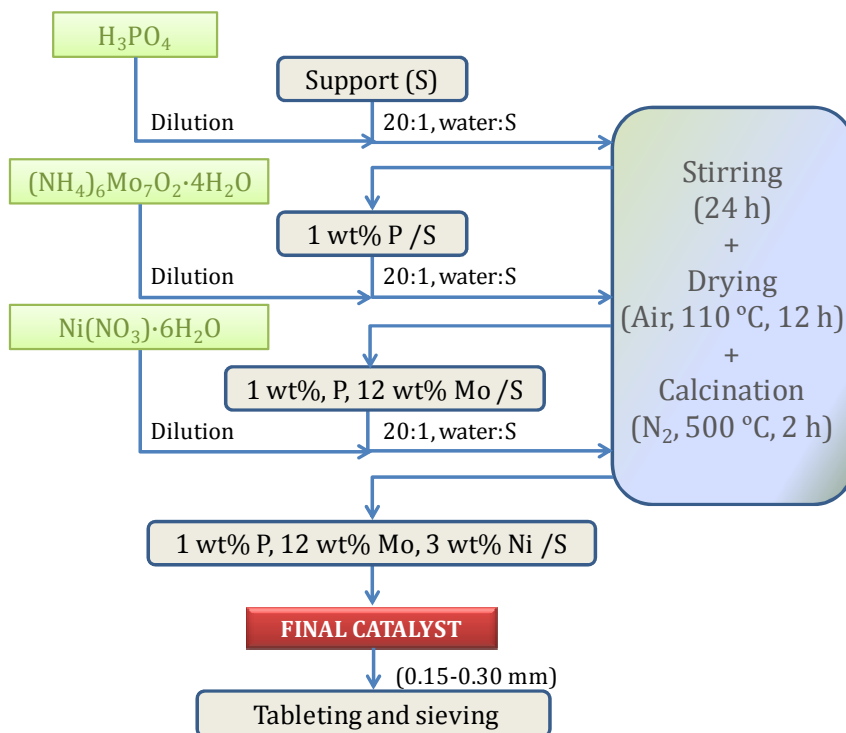 H₃PO₄
Support (S)
Dilution
20:1, water:S
(NH₄)₆Mo₇O₂·4H₂O
1 wt% P /S
Dilution
20:1, water:S
Ni(NO₃)·6H₂O
1 wt%, P, 12 wt% Mo /S
Dilution
20:1, water:S
Stirring
(24 h)
+
Drying
(Air, 110 ºC, 12 h)
+
Calcination
(N₂, 500 ºC, 2 h)
1 wt% P, 12 wt% Mo, 3 wt% Ni /S
FINAL CATALYST
(0.15-0.30 mm)
Tableting and sieving